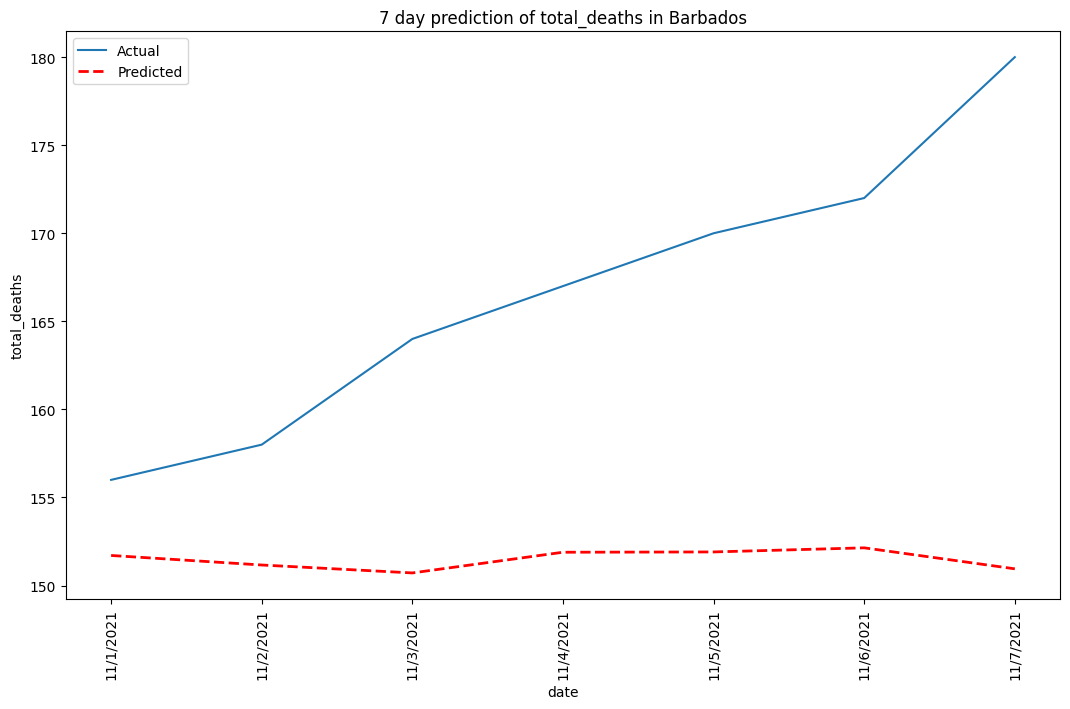 7 day prediction of total_deaths in Barbados
Actual
Predicted
total_deaths
180
175
170
165
160
155
150
11/1/2021
11/2/2021
11/3/2021
11/4/2021
11/5/2021
11/6/2021
11/7/2021
date